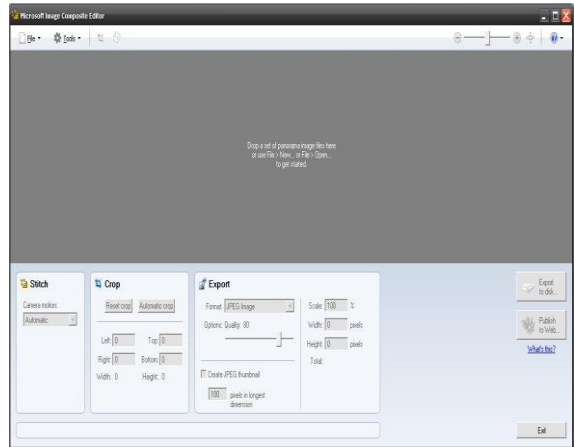 Microsoft Image Composite Editor
File Tools
Drop a set of panorama image files here
or use File > New... or File > Open...
to get started.
Stitch
Camera motion:
Automatic
Crop
Reset crop Automatic crop
Left: 0 Top: 0
Right: 0 Bottom: 0
Width: 0 Height: 0
Export
Format: JPEG Image
Options: Quality: 80
Create JPEG thumbnail
100 pixels in longest
dimension
Scale: 100 %
Width: 0 pixels
Height: 0 pixels
Total:
Export
to disk...
Publish
to Web...
What's this?
Exit